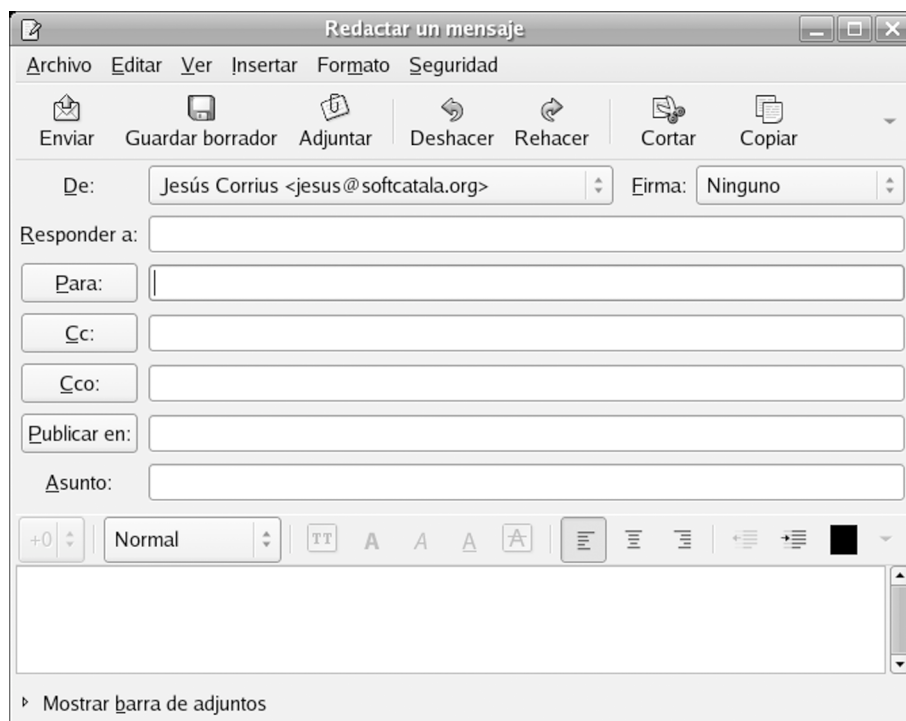 Redactar un mensaje
Archivo Editar Ver Insertar Formato Seguridad
Enviar Guardar borrador Adjuntar Deshacer Rehacer Cortar Copiar
De: Jesús Corrius <jesus@softcatala.org> Firma: Ninguno
Responder a:
Para:
Cc:
Cco:
Publicar en:
Asunto:
+0 Normal TT A A A A
Mostrar barra de adjuntos